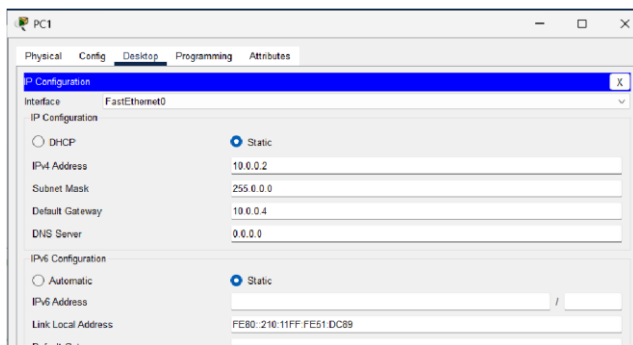 PC1
Physical Config Desktop Programming Attributes
IP Configuration X
Interface FastEthernet0
IP Configuration
DHCP Static
IPv4 Address 10.0.0.2
Subnet Mask 255.0.0.0
Default Gateway 10.0.0.4
DNS Server 0.0.0.0
IPv6 Configuration
Automatic Static
IPv6 Address /
Link Local Address FE80::210:11FF:FE51:DC89